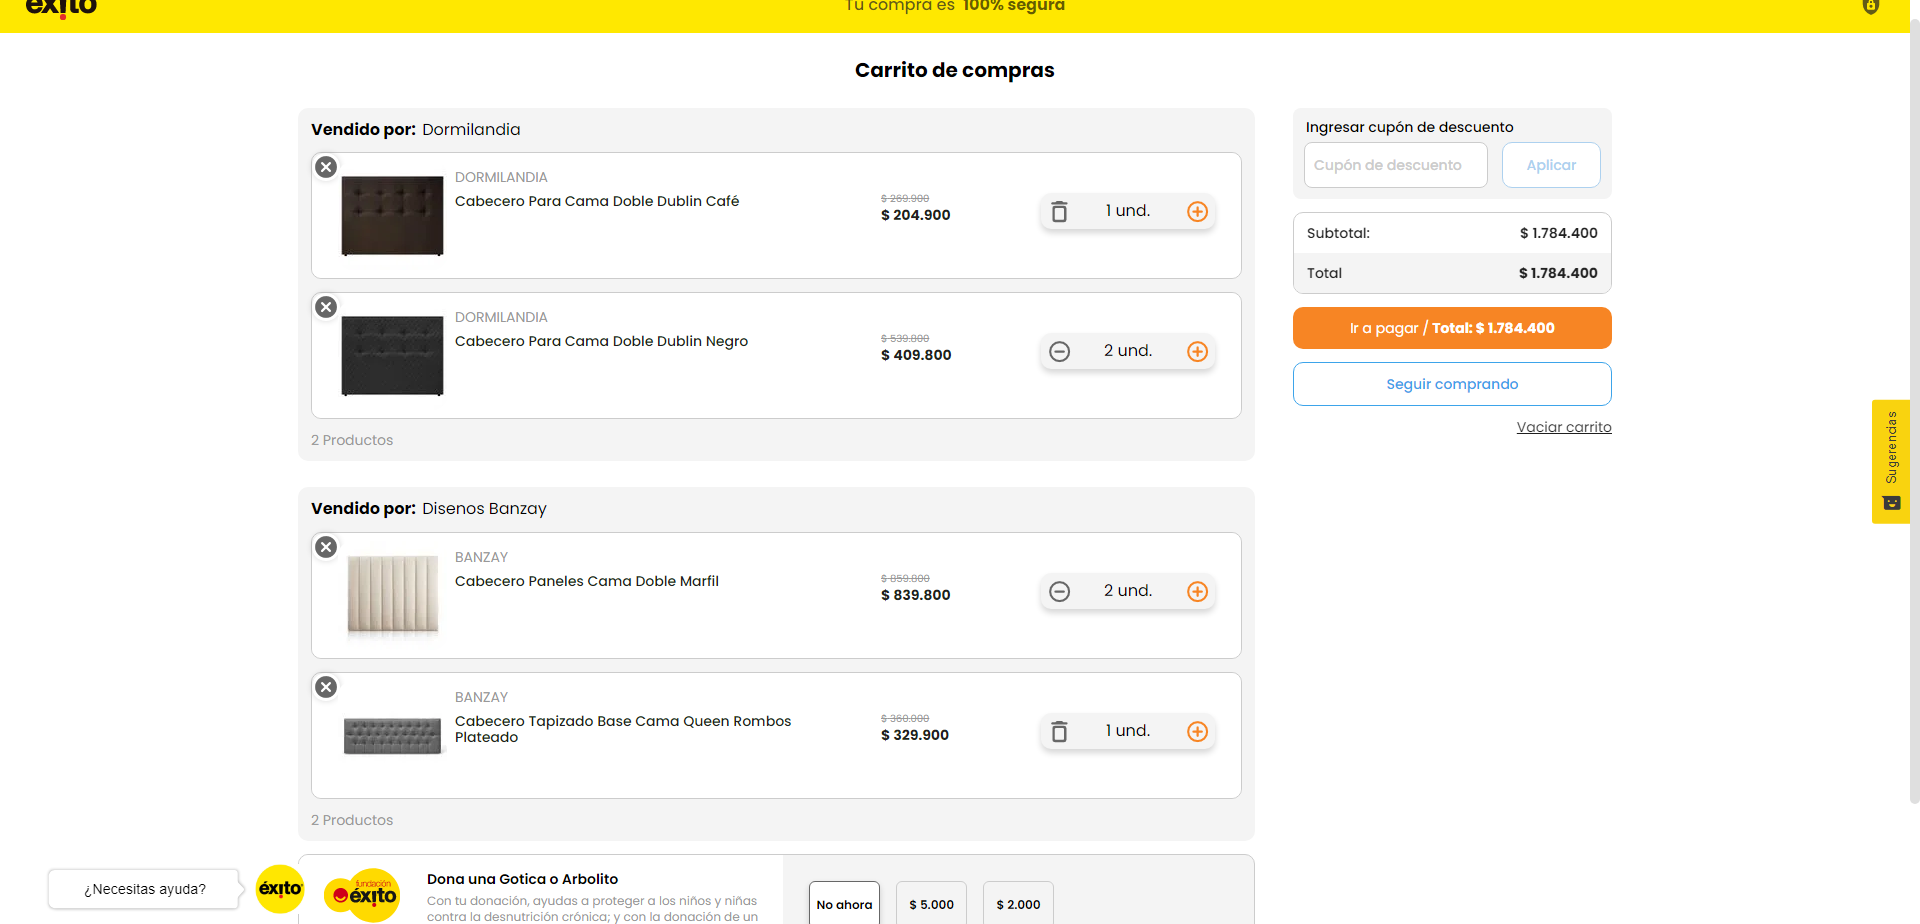 éxito
Tu compra es 100% segura
Carrito de compras
Vendido por: Dormilandia
DORMILANDIA
Cabecero Para Cama Doble Dublin Café
$ 269.900
$ 204.900
1 und.
DORMILANDIA
Cabecero Para Cama Doble Dublin Negro
$ 539.800
$ 409.800
2 und.
2 Productos
Vendido por: Disenos Banzay
BANZAY
Cabecero Paneles Cama Doble Marfil
$ 859.800
$ 839.800
2 und.
BANZAY
Cabecero Tapizado Base Cama Queen Rombos
Plateado
$ 360.000
$ 329.900
1 und.
2 Productos
Ingresar cupón de descuento
Cupón de descuento
Aplicar
Subtotal: $ 1.784.400
Total $ 1.784.400
Ir a pagar / Total: $ 1.784.400
Seguir comprando
Vaciar carrito
Sugerencias
¿Necesitas ayuda?
éxito
fundación
éxito
Dona una Gotica o Arbolito
Con tu donación, ayudas a proteger a los niños y niñas
contra la desnutrición crónica; y con la donación de un
No ahora
$ 5.000
$ 2.000